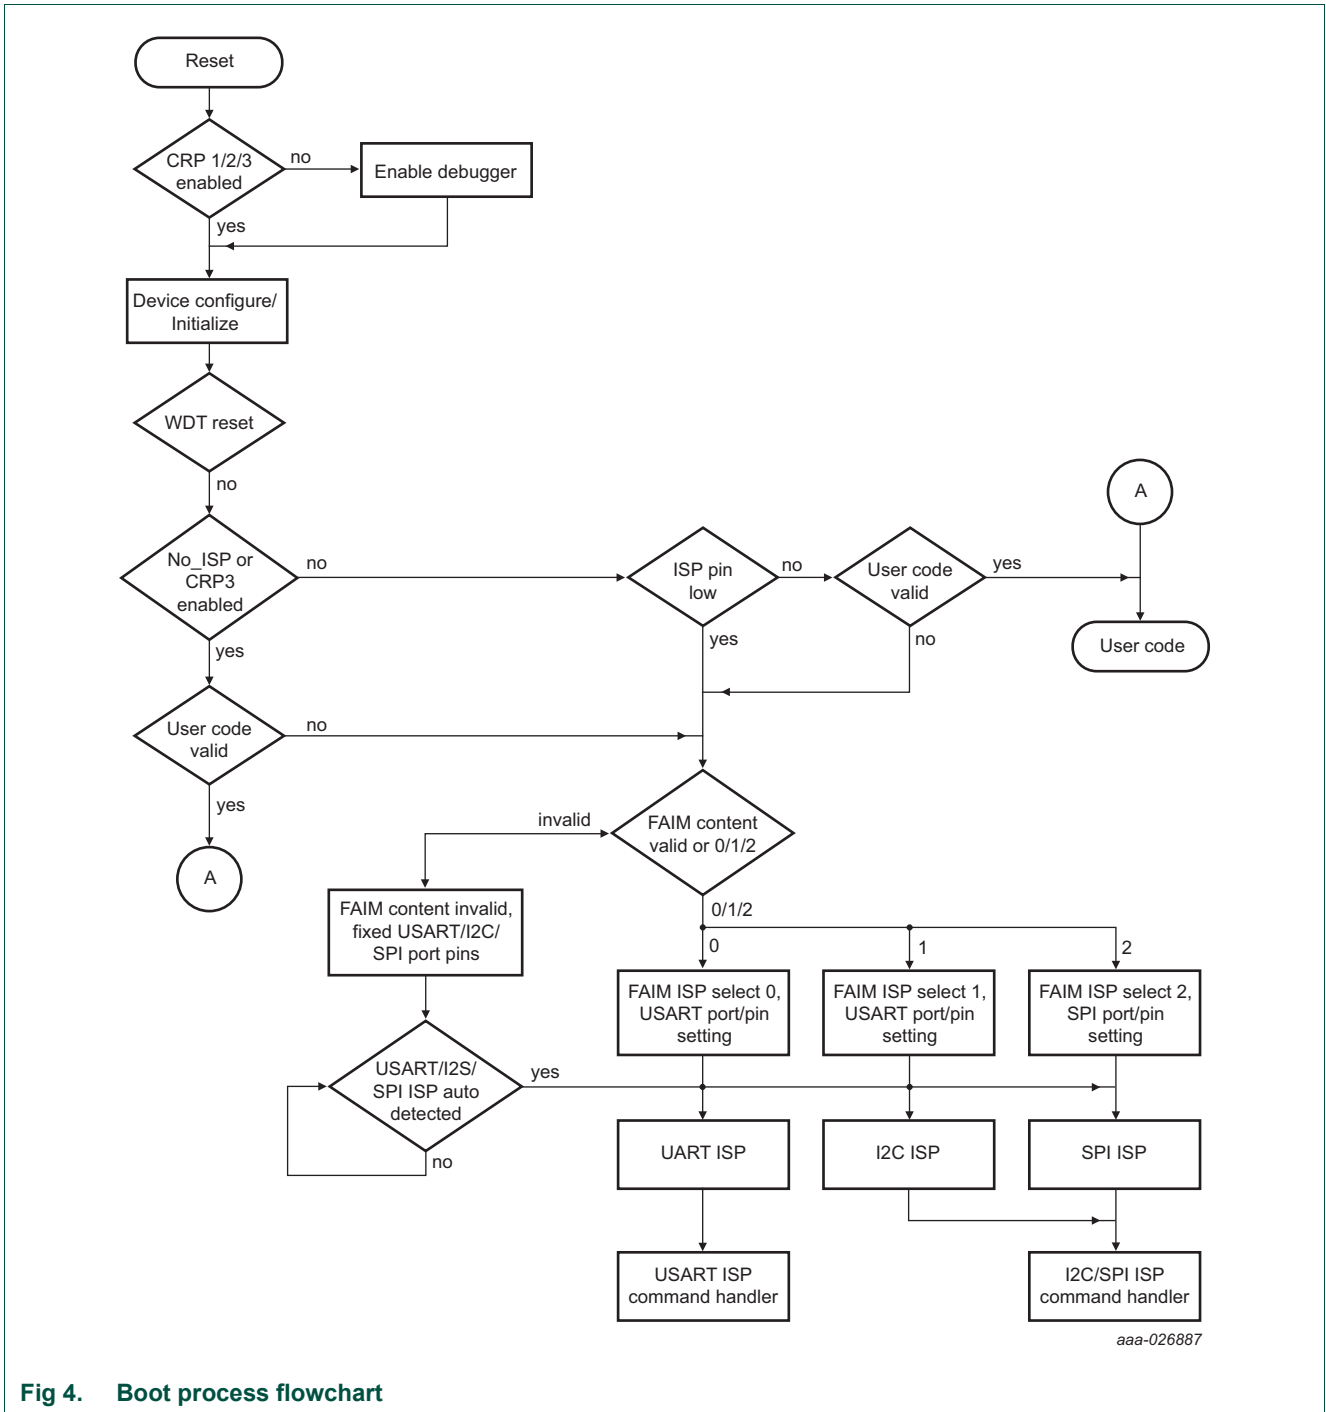 Reset
CRP 1/2/3
enabled
no
Enable debugger
yes
Device configure/
Initialize
WDT reset
no
No_ISP or
CRP3
enabled
no
ISP pin
low
no
User code
valid
yes
A
User code
yes
yes
no
User code
valid
no
yes
A
invalid
FAIM content
valid or 0/1/2
FAIM content invalid,
fixed USART/I2C/
SPI port pins
0/1/2
0
1
2
FAIM ISP select 0,
USART port/pin
setting
FAIM ISP select 1,
USART port/pin
setting
FAIM ISP select 2,
SPI port/pin
setting
USART/I2S/
SPI ISP auto
detected
yes
no
UART ISP
I2C ISP
SPI ISP
USART ISP
command handler
I2C/SPI ISP
command handler
aaa-026887
Fig 4. Boot process flowchart